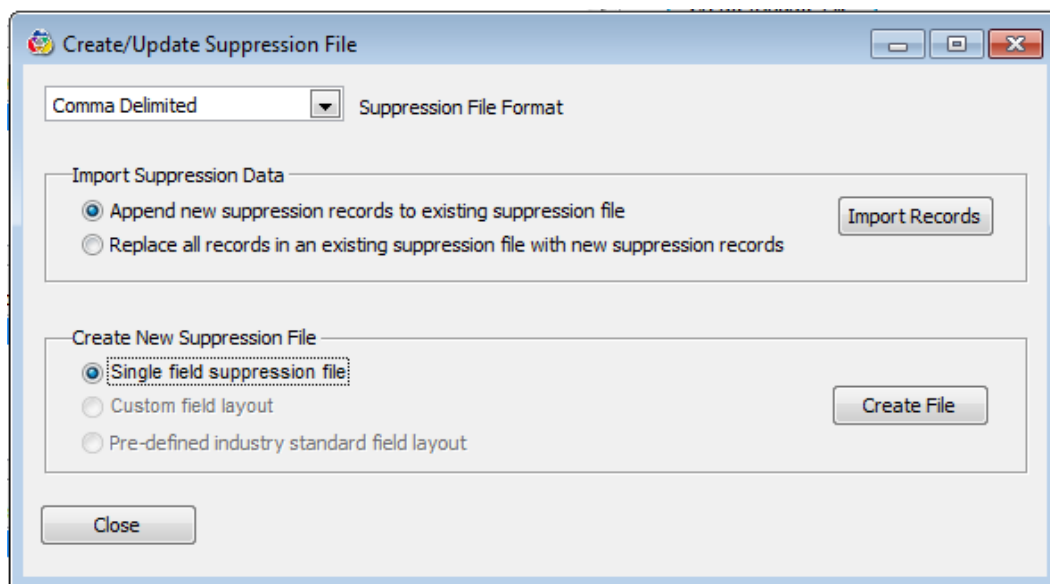 Create/Update Suppression File
Comma Delimited Suppression File Format
Import Suppression Data
Append new suppression records to existing suppression file
Import Records
Replace all records in an existing suppression file with new suppression records
Create New Suppression File
Single field suppression file
Custom field layout
Create File
Pre-defined industry standard field layout
Close